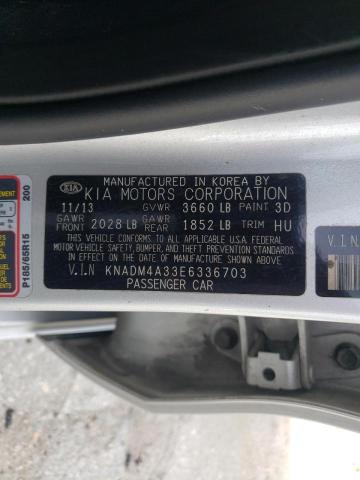 MANUFACTURED IN KOREA BY
KIA
KIA MOTORS CORPORATION
11/13 GVWR 3660 LB PAINT 3D
GAWR GAWR
FRONT 2028 LB REAR 1852 LB TRIM HU
THIS VEHICLE CONFORMS TO ALL APPLICABLE U.S.A FEDERAL
MOTOR VEHICLE SAFETY, BUMPER, AND THEFT PREVENTION
STANDARDS IN EFFECT ON THE DATE OF MANUFACTURE
SHOWN ABOVE.
V.I.N KNADM4A33E6336703
PASSENGER CAR
P185/65R15
200
V.I.N